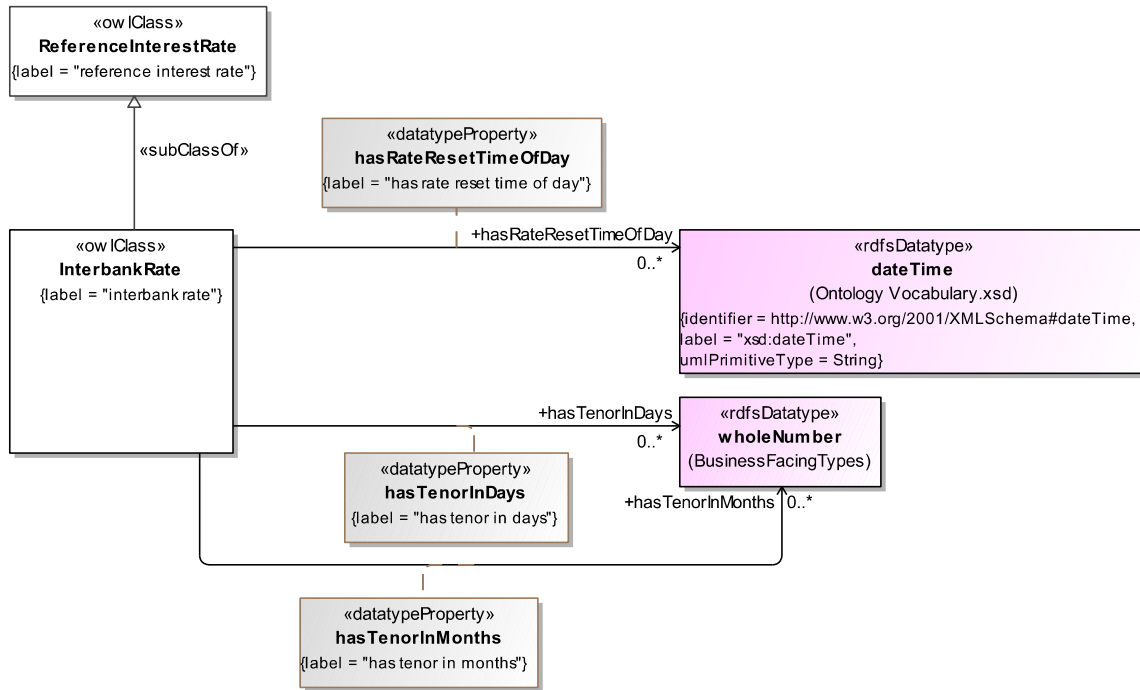 «owlClass»
ReferenceInterestRate
{label = "reference interest rate"}
«subClassOf»
«datatypeProperty»
hasRateResetTimeOfDay
{label = "has rate reset time of day"}
«owlClass»
InterbankRate
{label = "interbank rate"}
+hasRateResetTimeOfDay
0..*
«rdfsDatatype»
dateTime
(Ontology Vocabulary.xsd)
{identifier = http://www.w3.org/2001/XMLSchema#dateTime,
label = "xsd:dateTime",
umlPrimitiveType = String}
+hasTenorInDays
0..*
«rdfsDatatype»
wholeNumber
(BusinessFacingTypes)
«datatypeProperty»
hasTenorInDays
{label = "has tenor in days"}
+hasTenorInMonths
0..*
«datatypeProperty»
hasTenorInMonths
{label = "has tenor in months"}